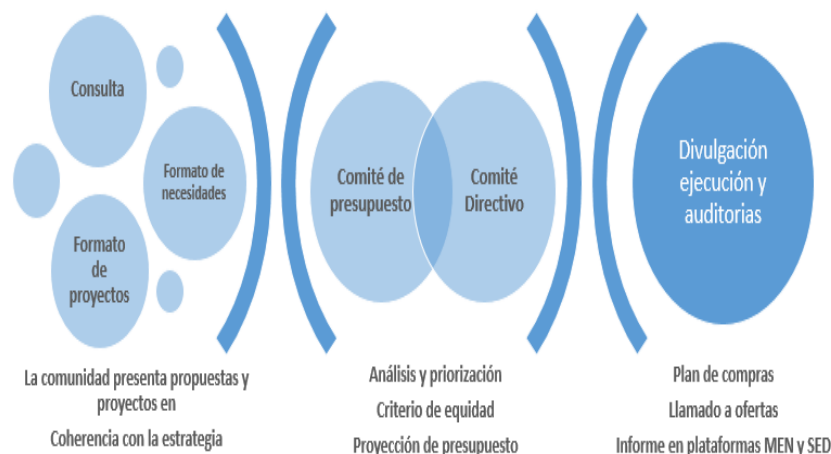 Consulta
Formato de
necesidades
Formato
de
proyectos
La comunidad presenta propuestas y
proyectos en
Coherencia con la estrategia
Comité de
presupuesto
Comité
Directivo
Análisis y priorización
Criterio de equidad
Proyección de presupuesto
Divulgación
ejecución y
auditorias
Plan de compras
Llamado a ofertas
Informe en plataformas MEN y SED